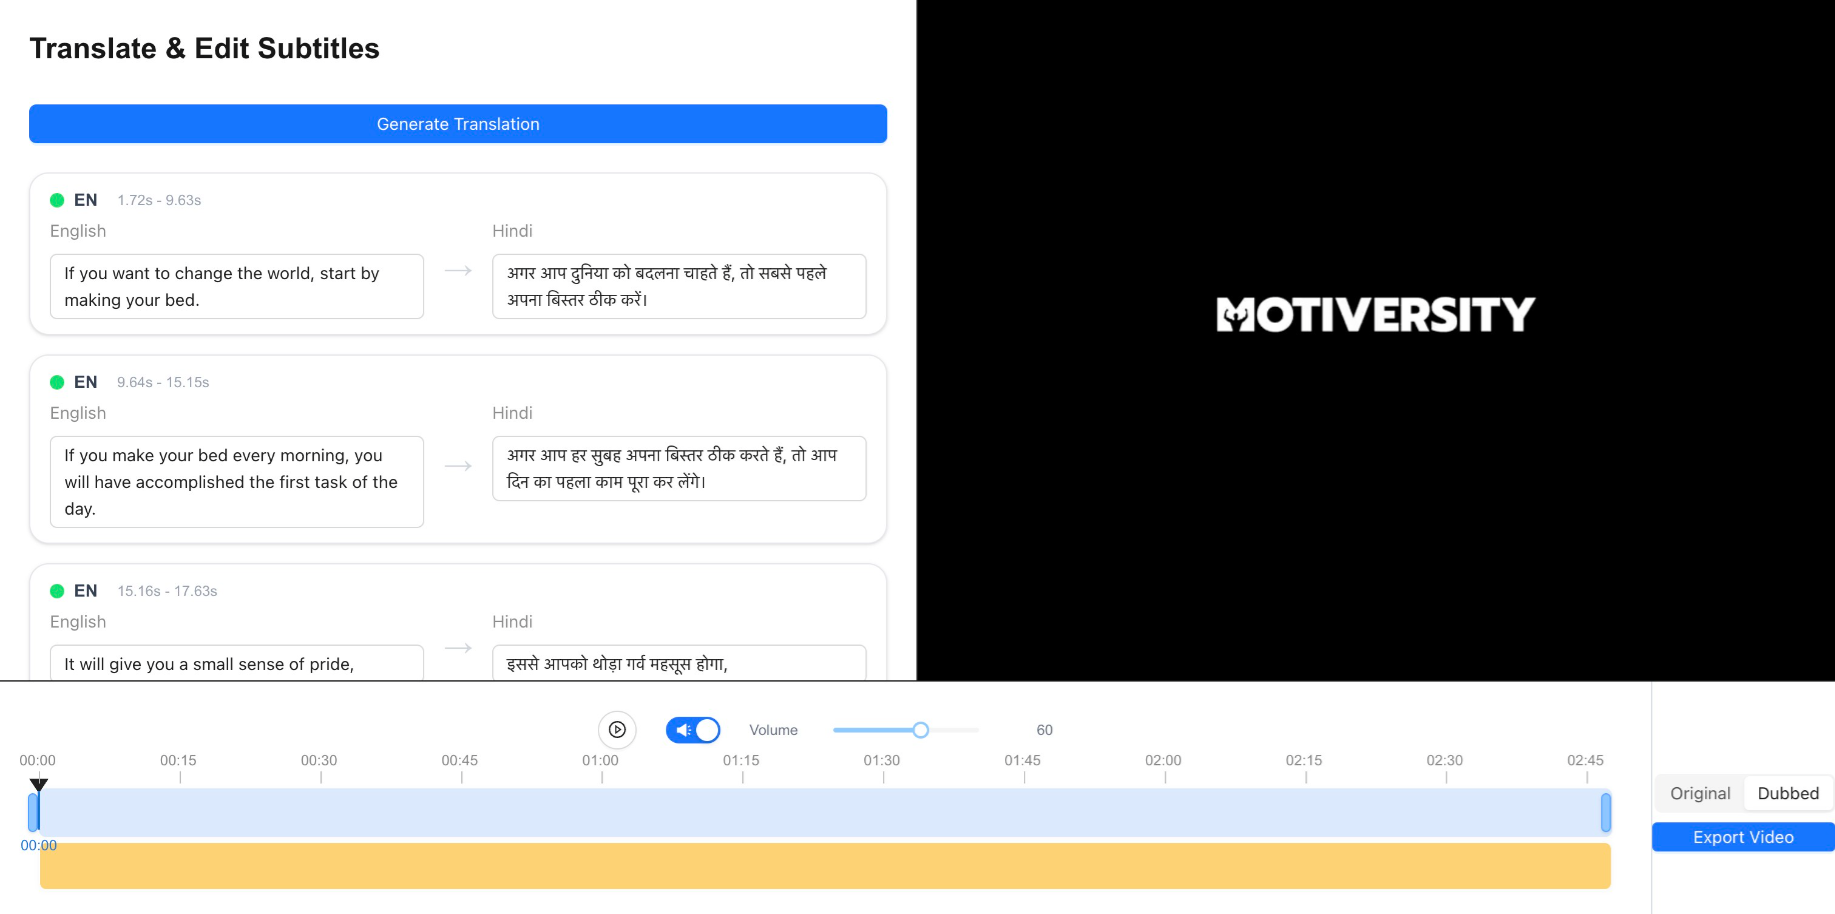 Translate & Edit Subtitles
Generate Translation
EN 1.72s - 9.63s
English
If you want to change the world, start by
making your bed.
Hindi
अगर आप दुनिया को बदलना चाहते हैं, तो सबसे पहले
अपना बिस्तर ठीक करें।
EN 9.64s - 15.15s
English
If you make your bed every morning, you
will have accomplished the first task of the
day.
Hindi
अगर आप हर सुबह अपना बिस्तर ठीक करते हैं, तो आप
दिन का पहला काम पूरा कर लेंगे।
EN 15.16s - 17.63s
English
It will give you a small sense of pride,
Hindi
इससे आपको थोड़ा गर्व महसूस होगा,
MOTIVERSITY
Volume 60
00:00 00:15 00:30 00:45 01:00 01:15 01:30 01:45 02:00 02:15 02:30 02:45
00:00
Original Dubbed
Export Video